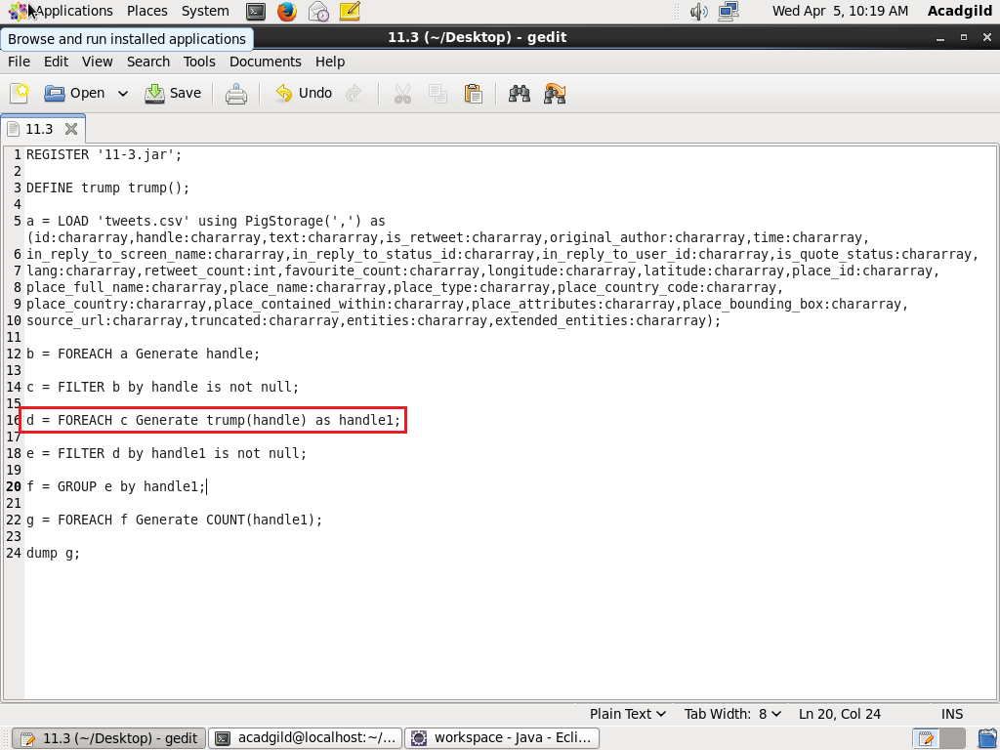 Applications Places System Wed Apr 5, 10:19 AM Acadgild
Browse and run installed applications
11.3 (~/Desktop) - gedit
File Edit View Search Tools Documents Help
Open Save Undo
11.3
1 REGISTER '11-3.jar';
2
3 DEFINE trump trump();
4
5 a = LOAD 'tweets.csv' using PigStorage(',') as
(id:chararray,handle:chararray,text:chararray,is_retweet:chararray,original_author:chararray,time:chararray,
6 in_reply_to_screen_name:chararray,in_reply_to_status_id:chararray,in_reply_to_user_id:chararray,is_quote_status:chararray,
7 lang:chararray,retweet_count:int,favourite_count:chararray,longitude:chararray,latitude:chararray,place_id:chararray,
8 place_full_name:chararray,place_name:chararray,place_type:chararray,place_country_code:chararray,
9 place_country:chararray,place_contained_within:chararray,place_attributes:chararray,place_bounding_box:chararray,
10 source_url:chararray,truncated:chararray,entities:chararray,extended_entities:chararray);
11
12 b = FOREACH a Generate handle;
13
14 c = FILTER b by handle is not null;
15
16 d = FOREACH c Generate trump(handle) as handle1;
17
18 e = FILTER d by handle1 is not null;
19
20 f = GROUP e by handle1;
21
22 g = FOREACH f Generate COUNT(handle1);
23
24 dump g;
Plain Text Tab Width: 8 Ln 20, Col 24 INS
11.3 (~/Desktop) - gedit acadgild@localhost:~/... workspace - Java - Ecli...